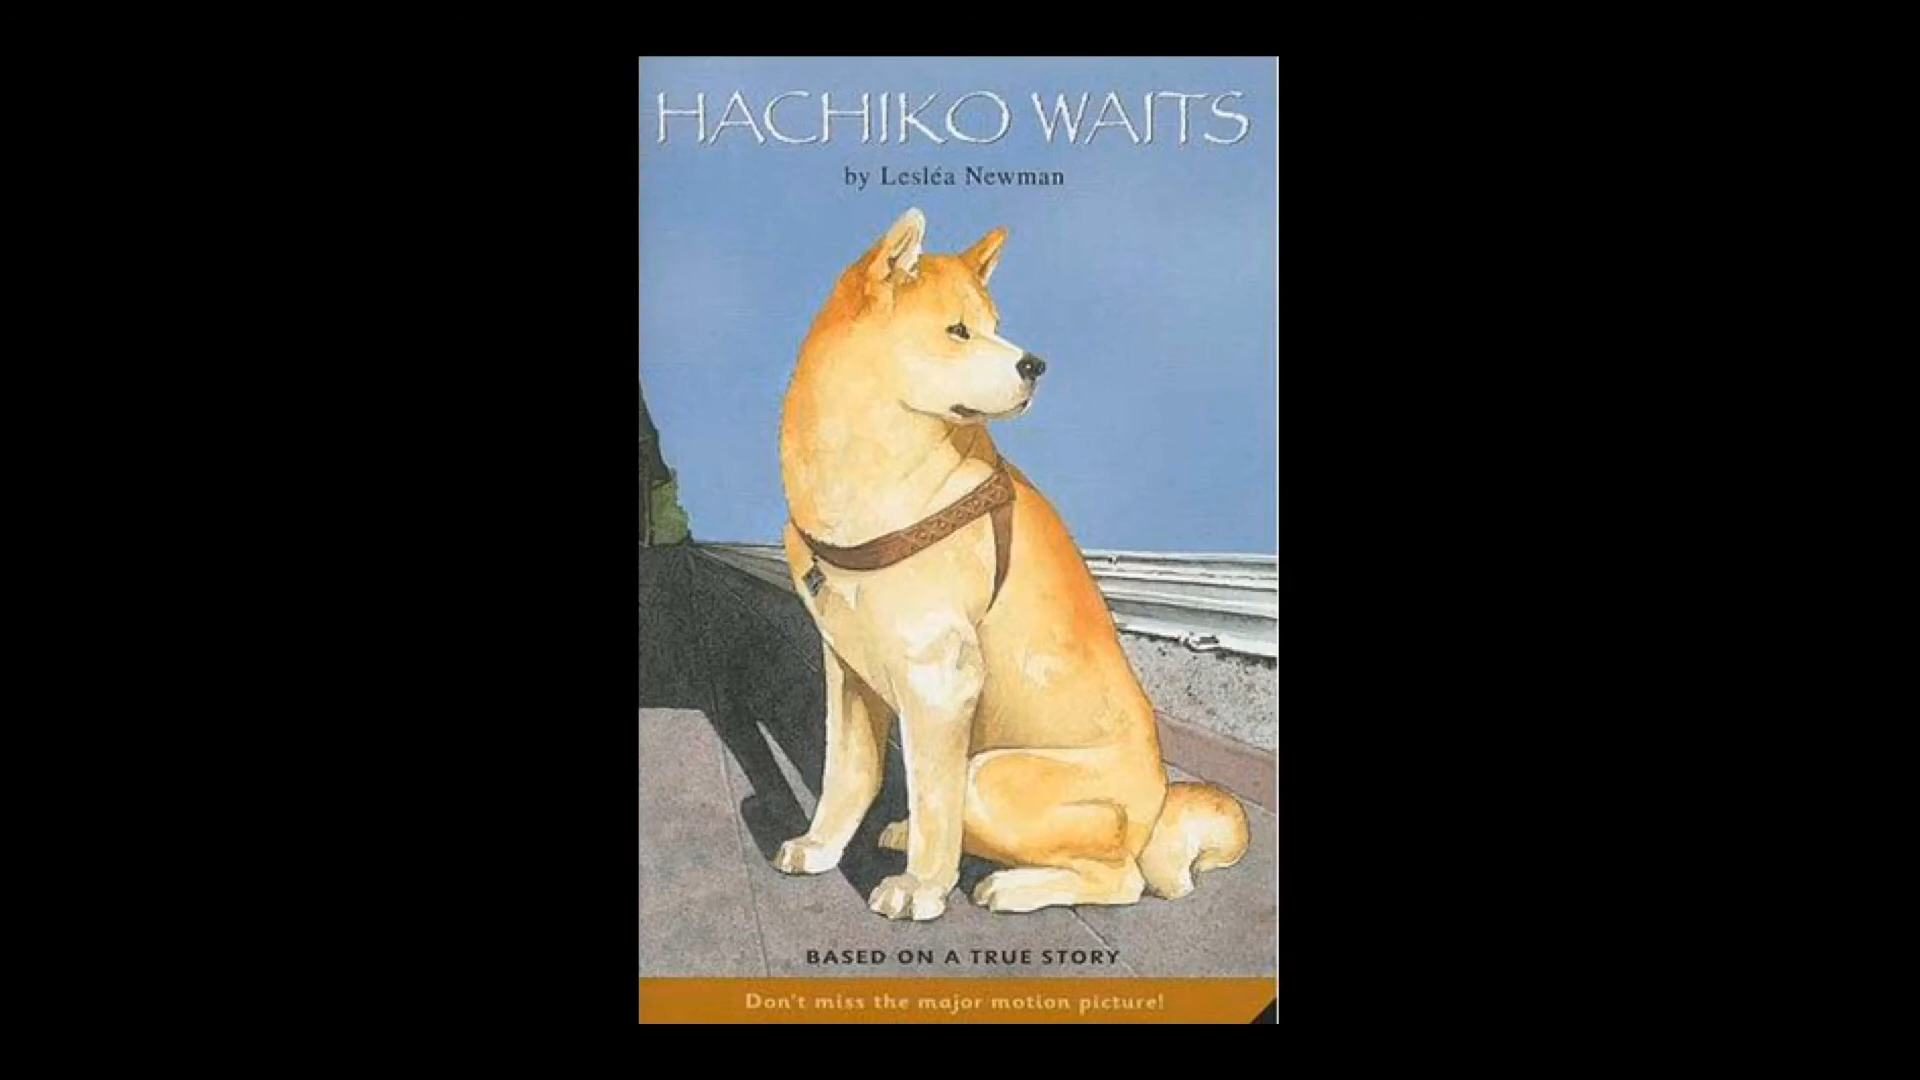 HACHIKO WAITS
by Lesléa Newman
BASED ON A TRUE STORY
Don't miss the major motion picture!